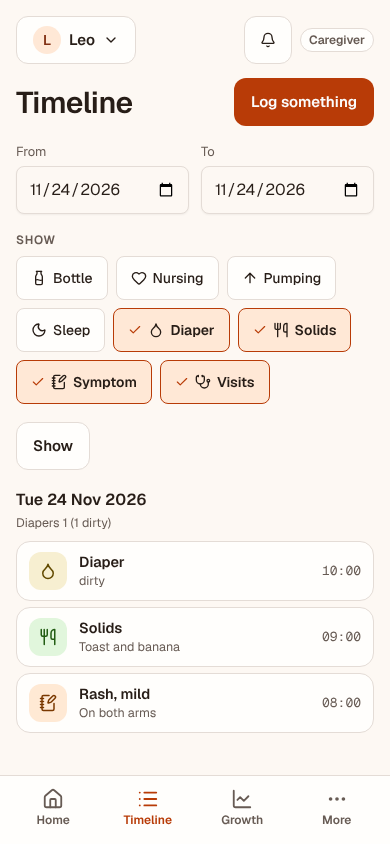 L Leo
Caregiver
Timeline
Log something
From
To
11/24/2026
11/24/2026
SHOW
Bottle
Nursing
Pumping
Sleep
Diaper
Solids
Symptom
Visits
Show
Tue 24 Nov 2026
Diapers 1 (1 dirty)
Diaper
dirty
10:00
Solids
Toast and banana
09:00
Rash, mild
On both arms
08:00
Home
Timeline
Growth
More